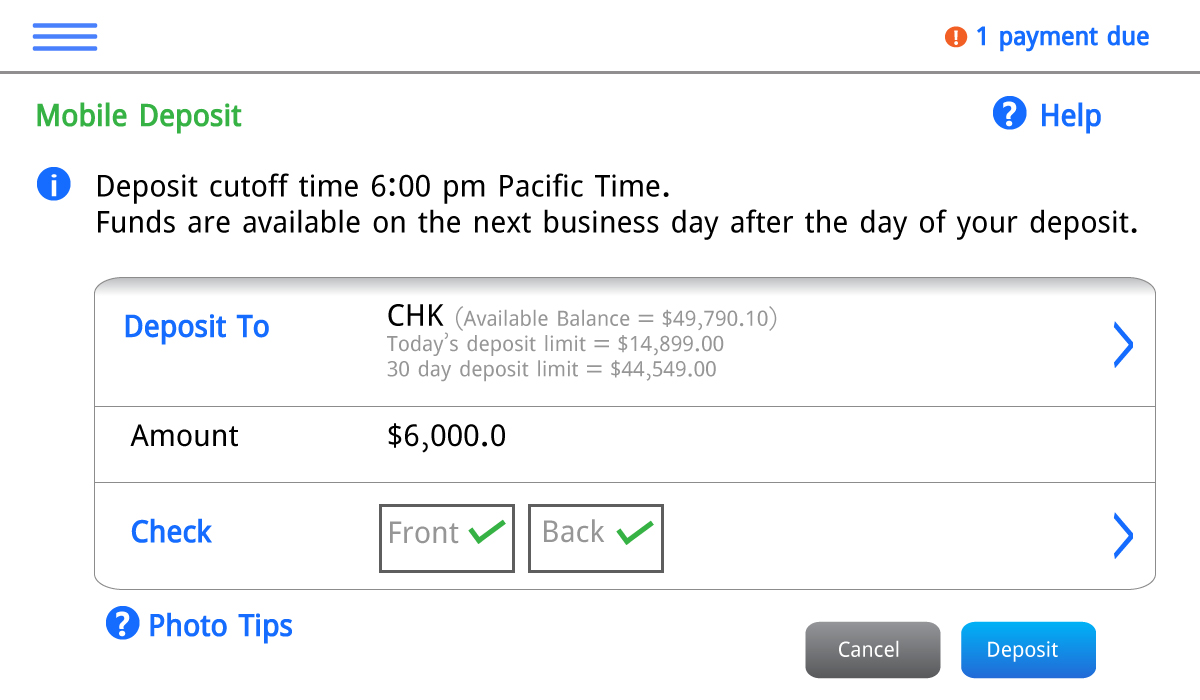 1 payment due
Mobile Deposit
Help
Deposit cutoff time 6:00 pm Pacific Time.
Funds are available on the next business day after the day of your deposit.
Deposit To
CHK (Available Balance = $49,790.10)
Today's deposit limit = $14,899.00
30 day deposit limit = $44,549.00
Amount
$6,000.0
Check
Front
Back
Photo Tips
Cancel
Deposit